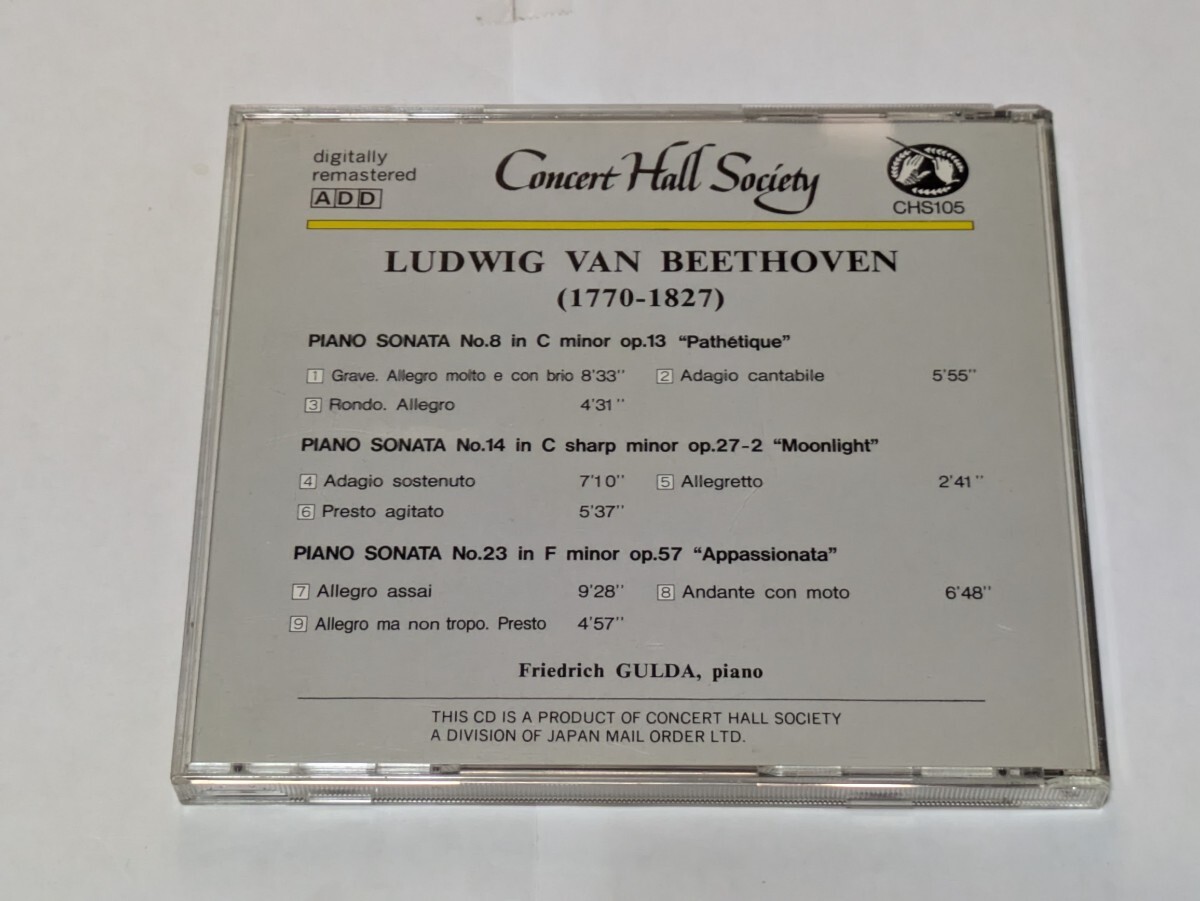 digitally
remastered
ADD
Concert Hall Society
CHS105
LUDWIG VAN BEETHOVEN
(1770-1827)
PIANO SONATA No.8 in C minor op.13 "Pathétique"
1 Grave. Allegro molto e con brio 8'33" 2 Adagio cantabile 5'55"
3 Rondo. Allegro 4'31"
PIANO SONATA No.14 in C sharp minor op.27-2 "Moonlight"
4 Adagio sostenuto 7'10" 5 Allegretto 2'41"
6 Presto agitato 5'37"
PIANO SONATA No.23 in F minor op.57 "Appassionata"
7 Allegro assai 9'28" 8 Andante con moto 6'48"
9 Allegro ma non tropo. Presto 4'57"
Friedrich GULDA, piano
THIS CD IS A PRODUCT OF CONCERT HALL SOCIETY
A DIVISION OF JAPAN MAIL ORDER LTD.